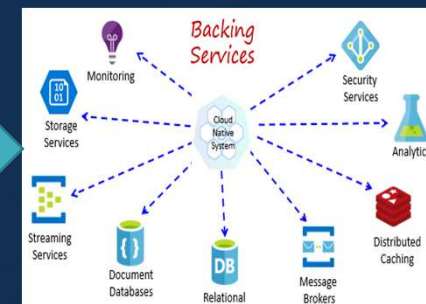 Backing
Services
Monitoring
Security
Services
10
01
Storage
Services
Cloud
Native
System
Analytic
Streaming
Services
{ }
Document
Databases
DB
Relational
Message
Brokers
Distributed
Caching